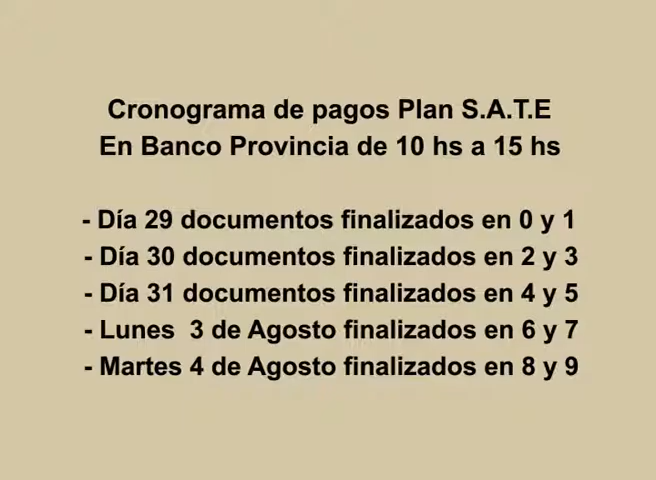 Cronograma de pagos Plan S.A.T.E
En Banco Provincia de 10 hs a 15 hs
- Día 29 documentos finalizados en 0 y 1
- Día 30 documentos finalizados en 2 y 3
- Día 31 documentos finalizados en 4 y 5
- Lunes  3 de Agosto finalizados en 6 y 7
- Martes 4 de Agosto finalizados en 8 y 9